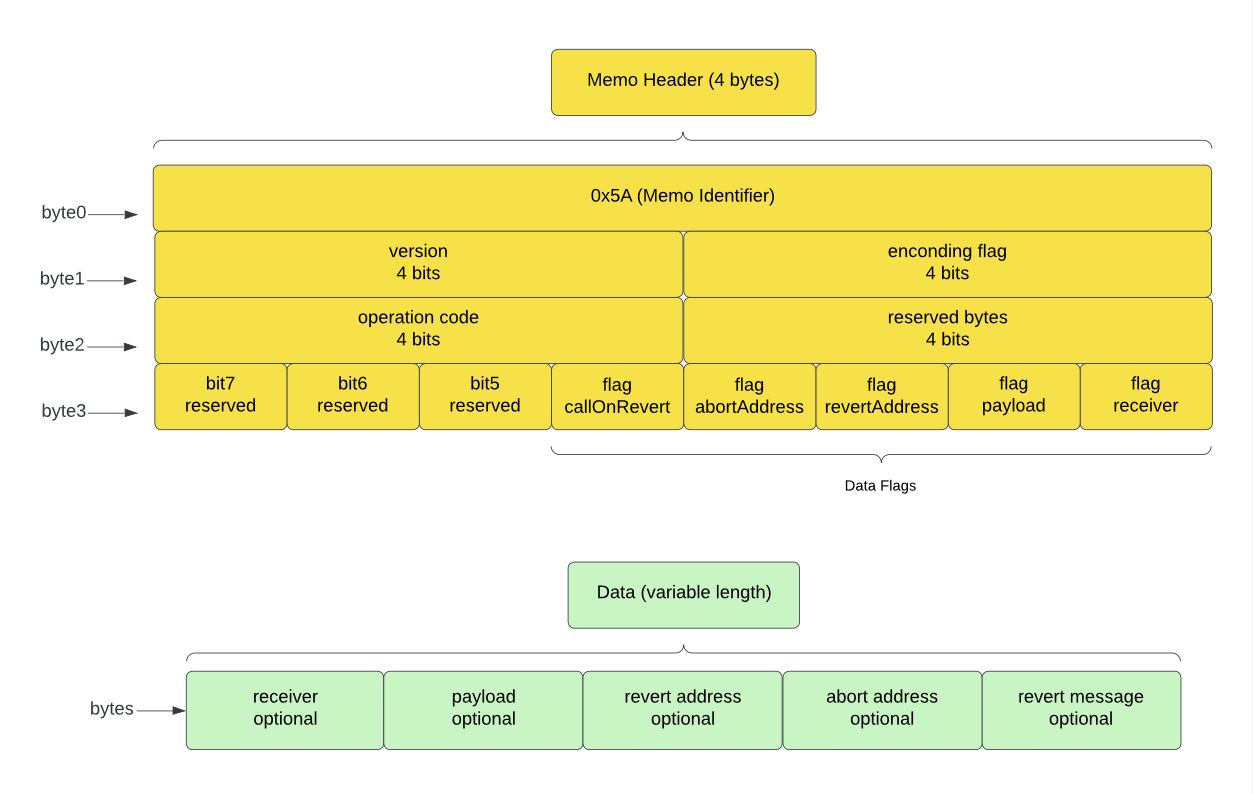 Memo Header (4 bytes)
byte0
0x5A (Memo Identifier)
byte1
version
4 bits
enconding flag
4 bits
byte2
operation code
4 bits
reserved bytes
4 bits
byte3
bit7
reserved
bit6
reserved
bit5
reserved
flag
callOnRevert
flag
abortAddress
flag
revertAddress
flag
payload
flag
receiver
Data Flags
Data (variable length)
bytes
receiver
optional
payload
optional
revert address
optional
abort address
optional
revert message
optional